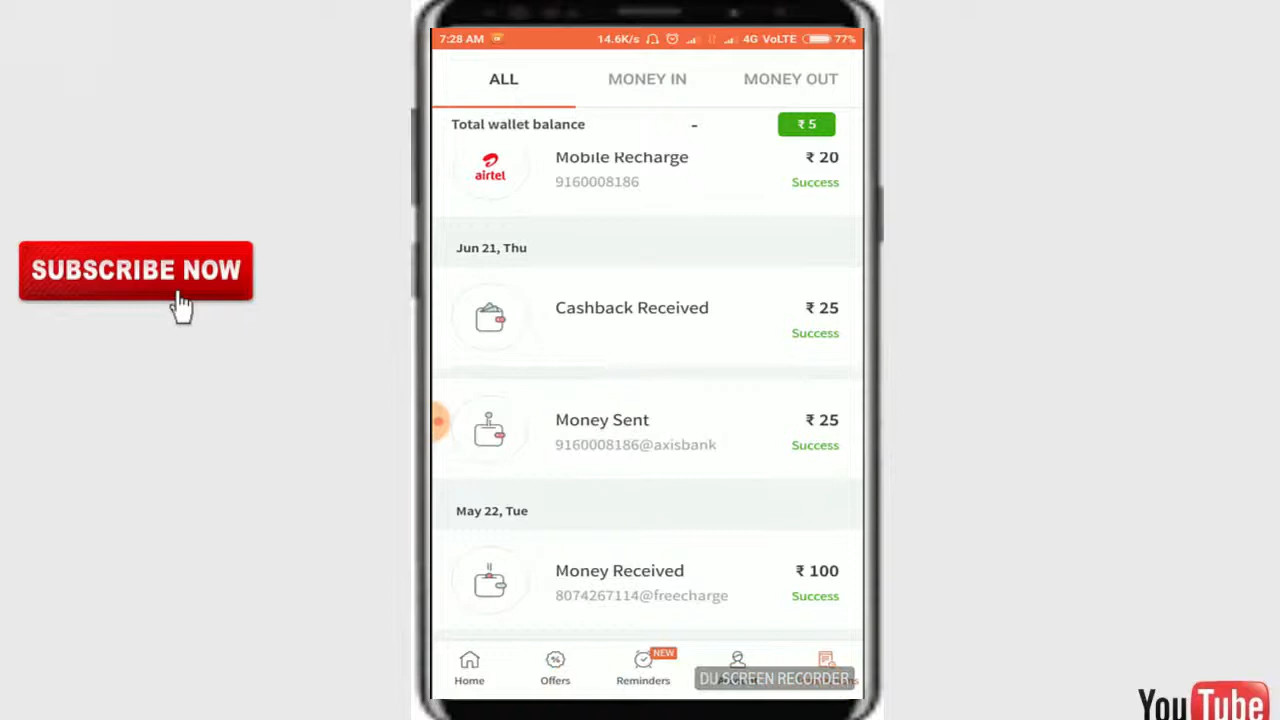 7:28 AM 14.6K/s 4G VoLTE 77%
ALL MONEY IN MONEY OUT
Total wallet balance - ₹ 5
airtel Mobile Recharge ₹ 20
9160008186 Success
SUBSCRIBE NOW
Jun 21, Thu
Cashback Received ₹ 25
Success
Money Sent ₹ 25
9160008186@axisbank Success
May 22, Tue
Money Received ₹ 100
8074267114@freecharge Success
NEW
Home Offers Reminders
DU SCREEN RECORDER
YouTube